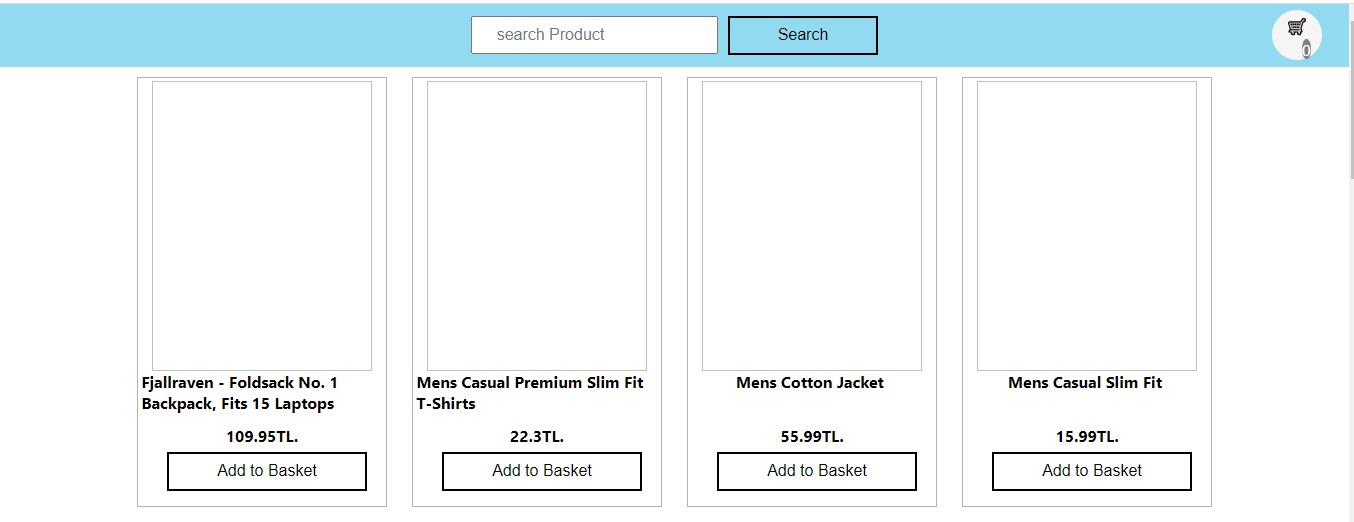 search Product
Search
0
Fjallraven - Foldsack No. 1
Backpack, Fits 15 Laptops
109.95TL.
Add to Basket
Mens Casual Premium Slim Fit
T-Shirts
22.3TL.
Add to Basket
Mens Cotton Jacket
55.99TL.
Add to Basket
Mens Casual Slim Fit
15.99TL.
Add to Basket